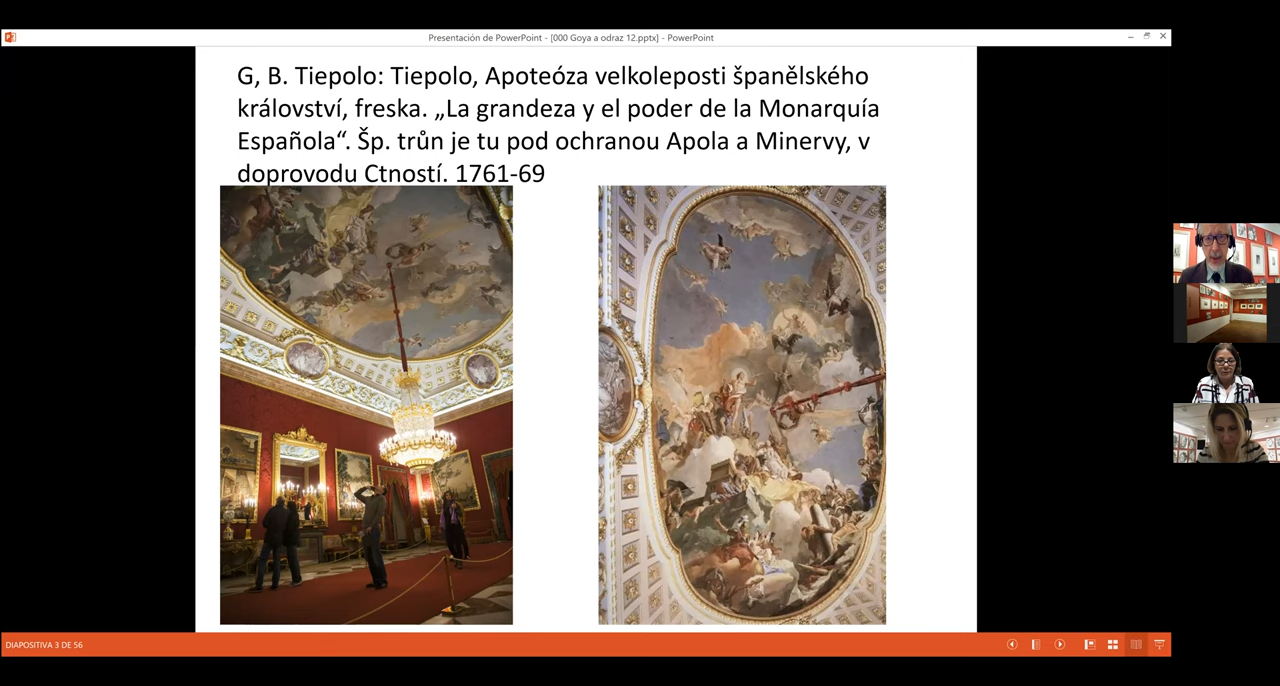 Presentación de PowerPoint - [000 Goya a odraz 12.pptx] - PowerPoint
G, B. Tiepolo: Tiepolo, Apoteóza velkoleposti španělského
království, freska. „La grandeza y el poder de la Monarquía
Española“. Šp. trůn je tu pod ochranou Apola a Minervy, v
doprovodu Ctností. 1761-69
DIAPOSITIVA 3 DE 56